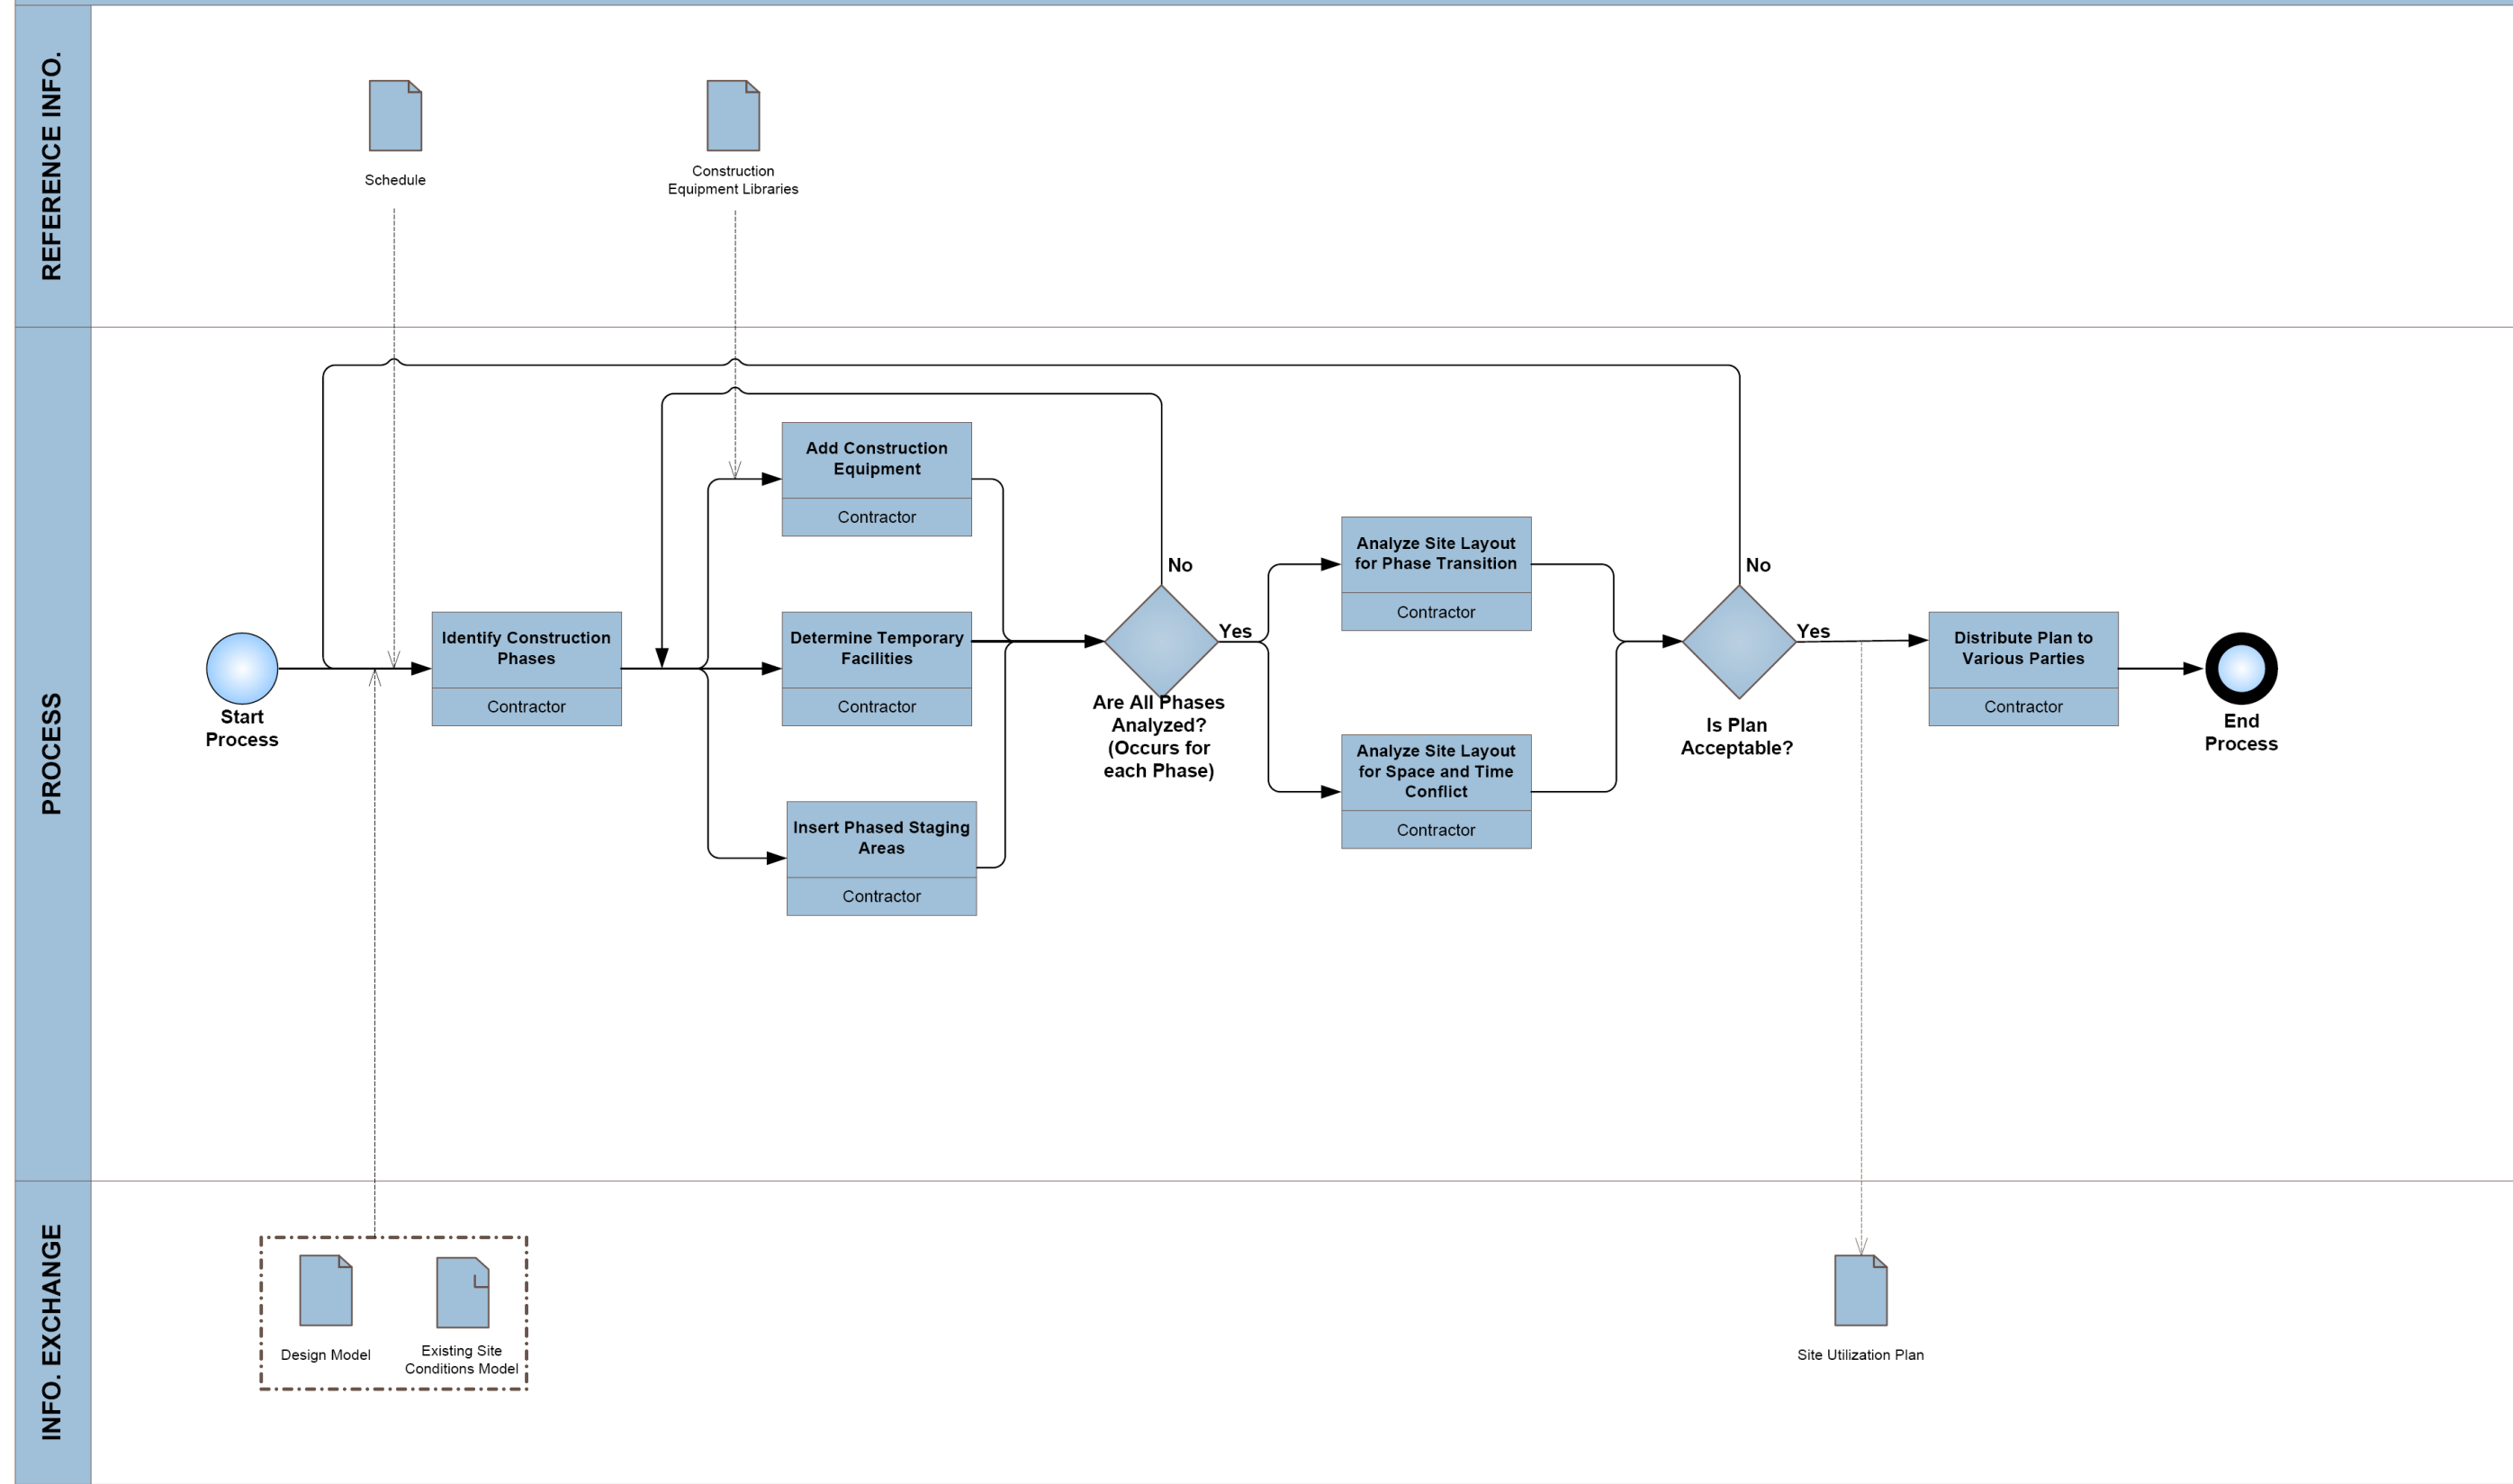 REFERENCE INFO.
Schedule
Construction
Equipment Libraries
PROCESS
Start
Process
Identify Construction
Phases
Contractor
Add Construction
Equipment
Contractor
Determine Temporary
Facilities
Contractor
Insert Phased Staging
Areas
Contractor
No
Yes
Are All Phases
Analyzed?
(Occurs for
each Phase)
Analyze Site Layout
for Phase Transition
Contractor
Analyze Site Layout
for Space and Time
Conflict
Contractor
No
Yes
Is Plan
Acceptable?
Distribute Plan to
Various Parties
Contractor
End
Process
INFO. EXCHANGE
Design Model
Existing Site
Conditions Model
Site Utilization Plan